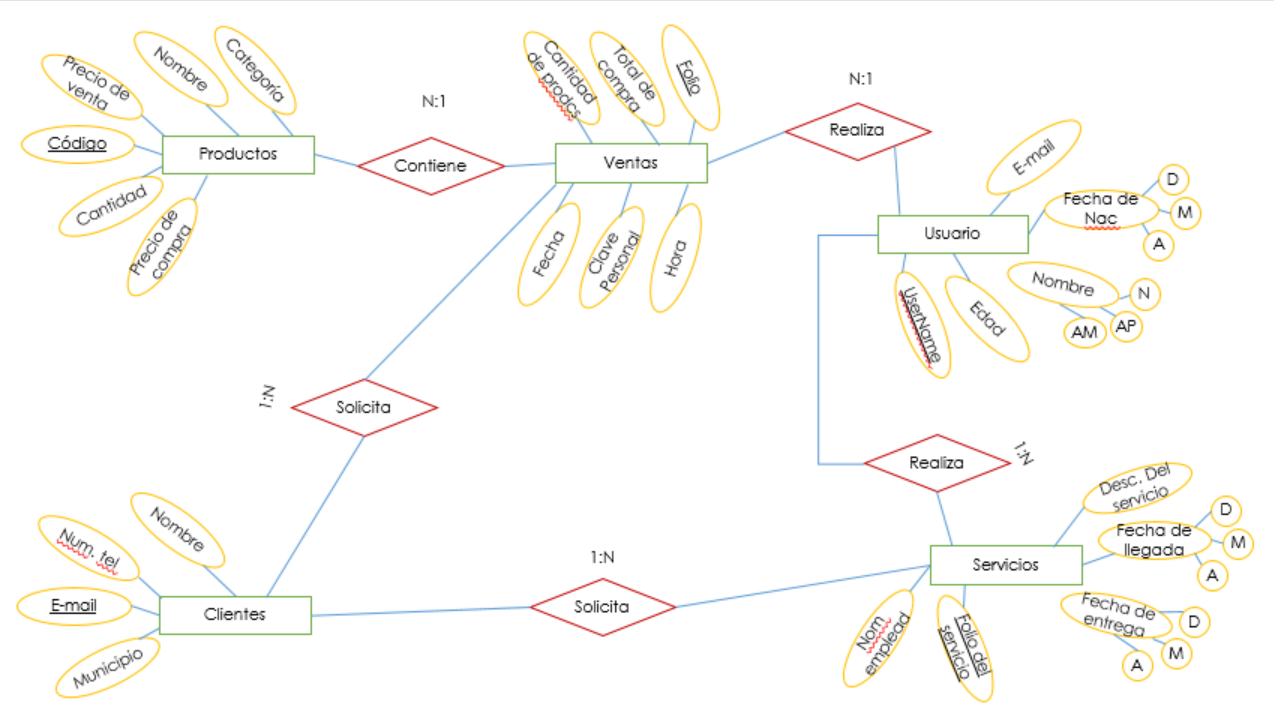 Precio de
venta
Nombre
Categoría
Código
Cantidad
Precio de
compra
Productos
N:1
Contiene
Cantidad
de prodcs
Total de
compra
Folio
Ventas
Fecha
Clave
Personal
Hora
N:1
Realiza
E-mail
Fecha de
Nac
D
M
A
Usuario
Nombre
N
AP
AM
UserName
Edad
1:N
Solicita
Realiza
1:N
Num. tel
Nombre
E-mail
Municipio
Clientes
1:N
Solicita
Desc. Del
servicio
Fecha de
llegada
D
M
A
Servicios
Fecha de
entrega
D
M
A
Nom
emplead
Folio del
servicio